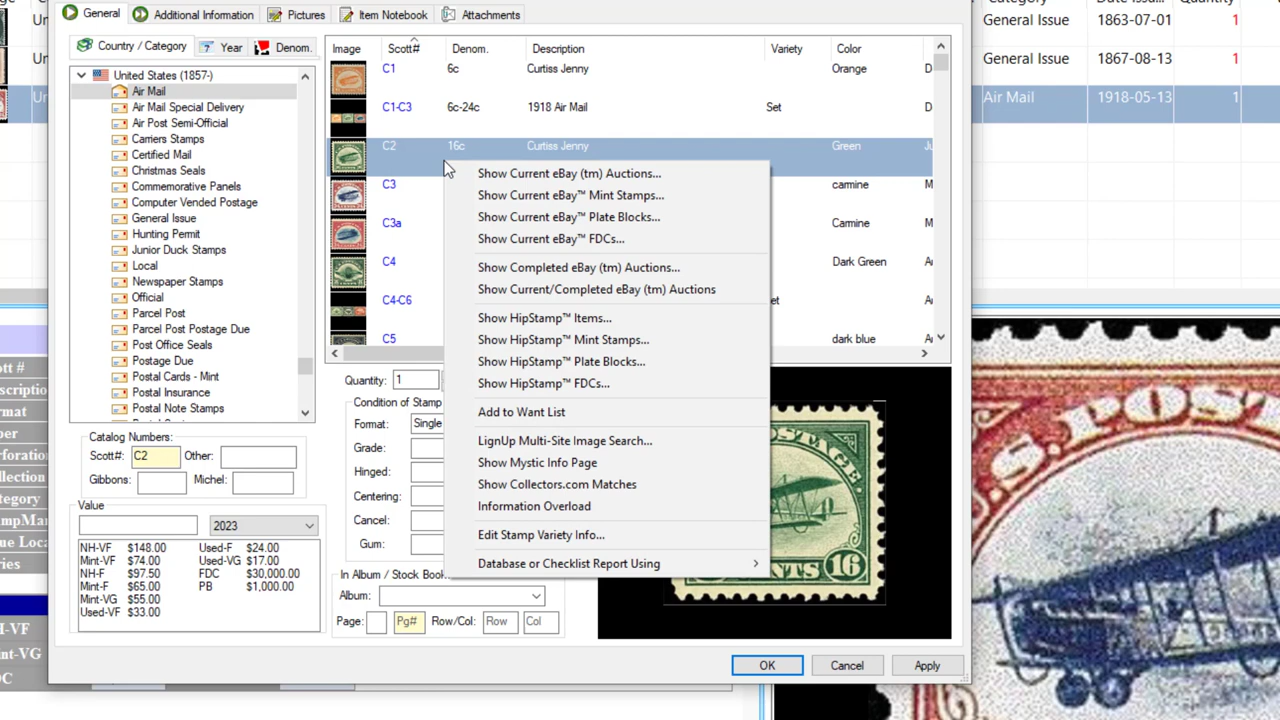 General
Additional Information
Pictures
Item Notebook
Attachments
Country / Category
Year
Denom.
United States (1857-)
Air Mail
Air Mail Special Delivery
Air Post Semi-Official
Carriers Stamps
Certified Mail
Christmas Seals
Commemorative Panels
Computer Vended Postage
General Issue
Hunting Permit
Junior Duck Stamps
Local
Newspaper Stamps
Official
Parcel Post
Parcel Post Postage Due
Post Office Seals
Postage Due
Postal Cards - Mint
Postal Insurance
Postal Note Stamps
Image Scott# Denom. Description Variety Color
C1 6c Curtiss Jenny Orange
C1-C3 6c-24c 1918 Air Mail Set
C2 16c Curtiss Jenny Green
C3 carmine
C3a Carmine
C4 Dark Green
C4-C6
C5 dark blue
Show Current eBay (tm) Auctions...
Show Current eBay™ Mint Stamps...
Show Current eBay™ Plate Blocks...
Show Current eBay™ FDCs...
Show Completed eBay (tm) Auctions...
Show Current/Completed eBay (tm) Auctions
Show HipStamp™ Items...
Show HipStamp™ Mint Stamps...
Show HipStamp™ Plate Blocks...
Show HipStamp™ FDCs...
Add to Want List
LignUp Multi-Site Image Search...
Show Mystic Info Page
Show Collectors.com Matches
Information Overload
Edit Stamp Variety Info...
Database or Checklist Report Using
Catalog Numbers:
Scott#: C2 Other:
Gibbons: Michel:
Value
2023
NH-VF $148.00 Used-F $24.00
Mint-VF $74.00 Used-VG $17.00
NH-F $97.50 FDC $30,000.00
Mint-F $65.00 PB $1,000.00
Mint-VG $55.00
Used-VF $33.00
Quantity: 1
Condition of Stamp
Format: Single
Grade:
Hinged:
Centering:
Cancel:
Gum:
In Album / Stock Book
Album:
Page: Pg# Row/Col: Row Col
OK
Cancel
Apply
General Issue 1863-07-01 1
General Issue 1867-08-13 1
Air Mail 1918-05-13 1
POSTAGE
16
S.POST